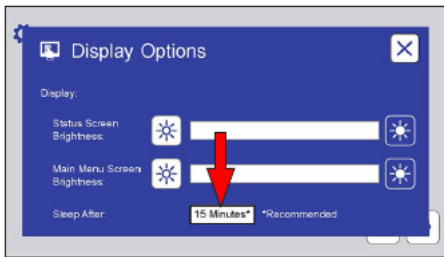 Display Options
Display:
Status Screen
Brightness:
Main Menu Screen
Brightness:
Sleep After:
15 Minutes*
*Recommended